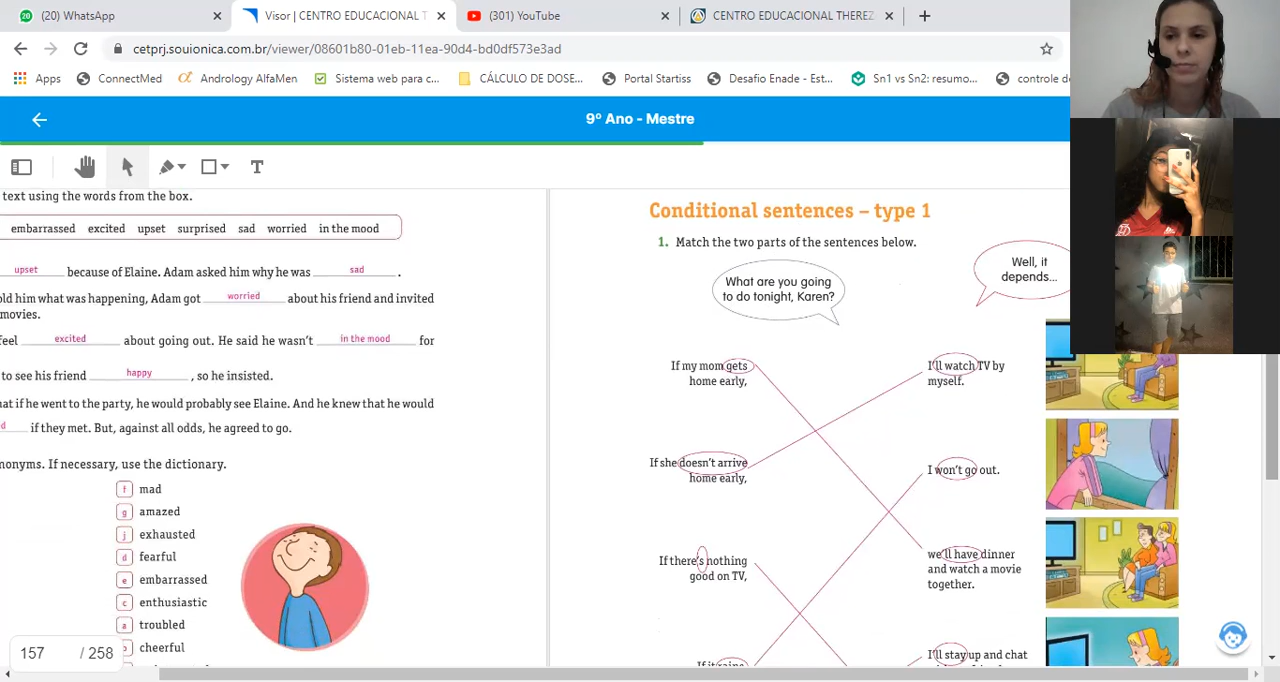 20
(20) WhatsApp
Visor | CENTRO EDUCACIONAL T
(301) YouTube
CENTRO EDUCACIONAL THEREZ
cetprj.souionica.com.br/viewer/08601b80-01eb-11ea-90d4-bd0df573e3ad
Apps
ConnectMed
Andrology AlfaMen
Sistema web para c...
CÁLCULO DE DOSE...
Portal Startiss
Desafio Enade - Est...
Sn1 vs Sn2: resumo...
controle d
9º Ano - Mestre
T
text using the words from the box.
embarrassed excited upset surprised sad worried in the mood
upset because of Elaine. Adam asked him why he was sad .
old him what was happening, Adam got worried about his friend and invited
movies.
feel excited about going out. He said he wasn't in the mood for
to see his friend happy , so he insisted.
at if he went to the party, he would probably see Elaine. And he knew that he would
d if they met. But, against all odds, he agreed to go.
nonyms. If necessary, use the dictionary.
f mad
g amazed
j exhausted
d fearful
e embarrassed
c enthusiastic
a troubled
cheerful
157 / 258
Conditional sentences – type 1
1. Match the two parts of the sentences below.
What are you going
to do tonight, Karen?
Well, it
depends...
If my mom gets
home early,
I'll watch TV by
myself.
If she doesn't arrive
home early,
I won't go out.
If there's nothing
good on TV,
we'll have dinner
and watch a movie
together.
If it rains
I'll stay up and chat